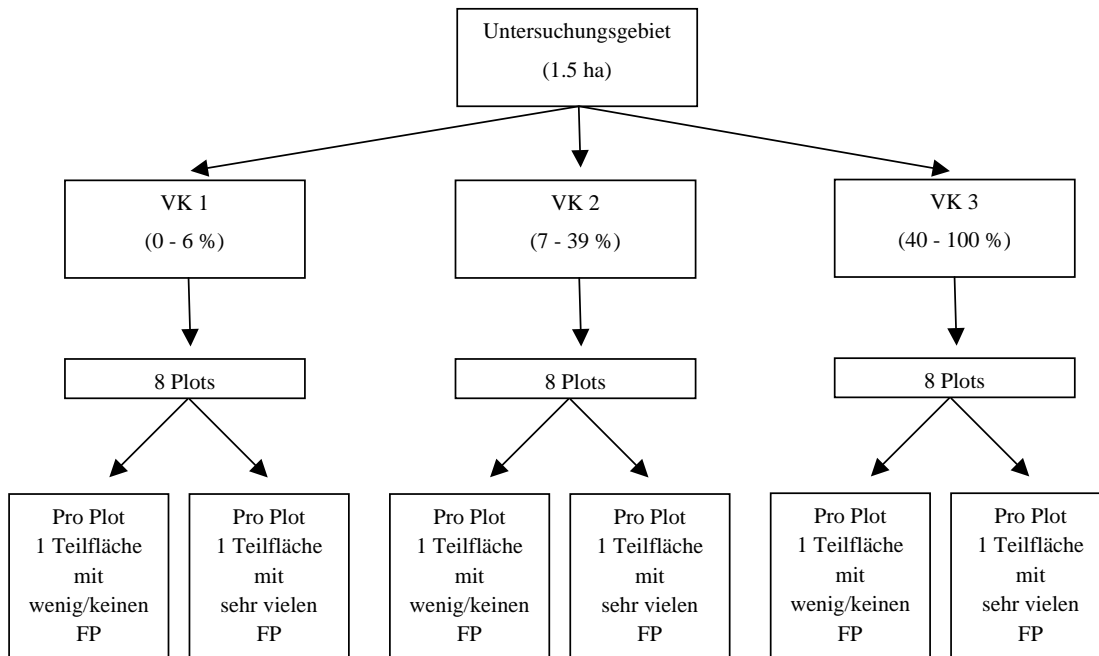 Untersuchungsgebiet
(1.5 ha)
VK 1
(0 - 6 %)
VK 2
(7 - 39 %)
VK 3
(40 - 100 %)
8 Plots
8 Plots
8 Plots
Pro Plot
1 Teilfläche
mit
wenig/keinen
FP
Pro Plot
1 Teilfläche
mit
sehr vielen
FP
Pro Plot
1 Teilfläche
mit
wenig/keinen
FP
Pro Plot
1 Teilfläche
mit
sehr vielen
FP
Pro Plot
1 Teilfläche
mit
wenig/keinen
FP
Pro Plot
1 Teilfläche
mit
sehr vielen
FP